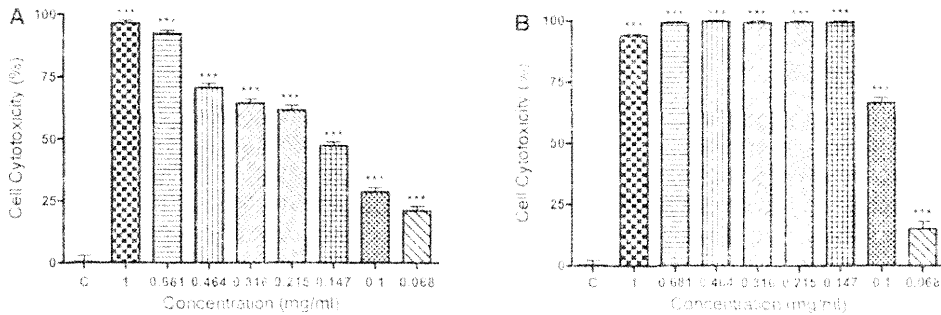 A
Cell Cytotoxicity (%)
100
75
50
25
0
*** *** *** *** *** *** *** ***
C 1 0.681 0.464 0.316 0.215 0.147 0.1 0.068
Concentration (mg/ml)
B
Cell Cytotoxicity (%)
100
75
50
25
0
*** *** *** *** *** *** *** ***
C 1 0.681 0.464 0.316 0.215 0.147 0.1 0.068
Concentration (mg/ml)